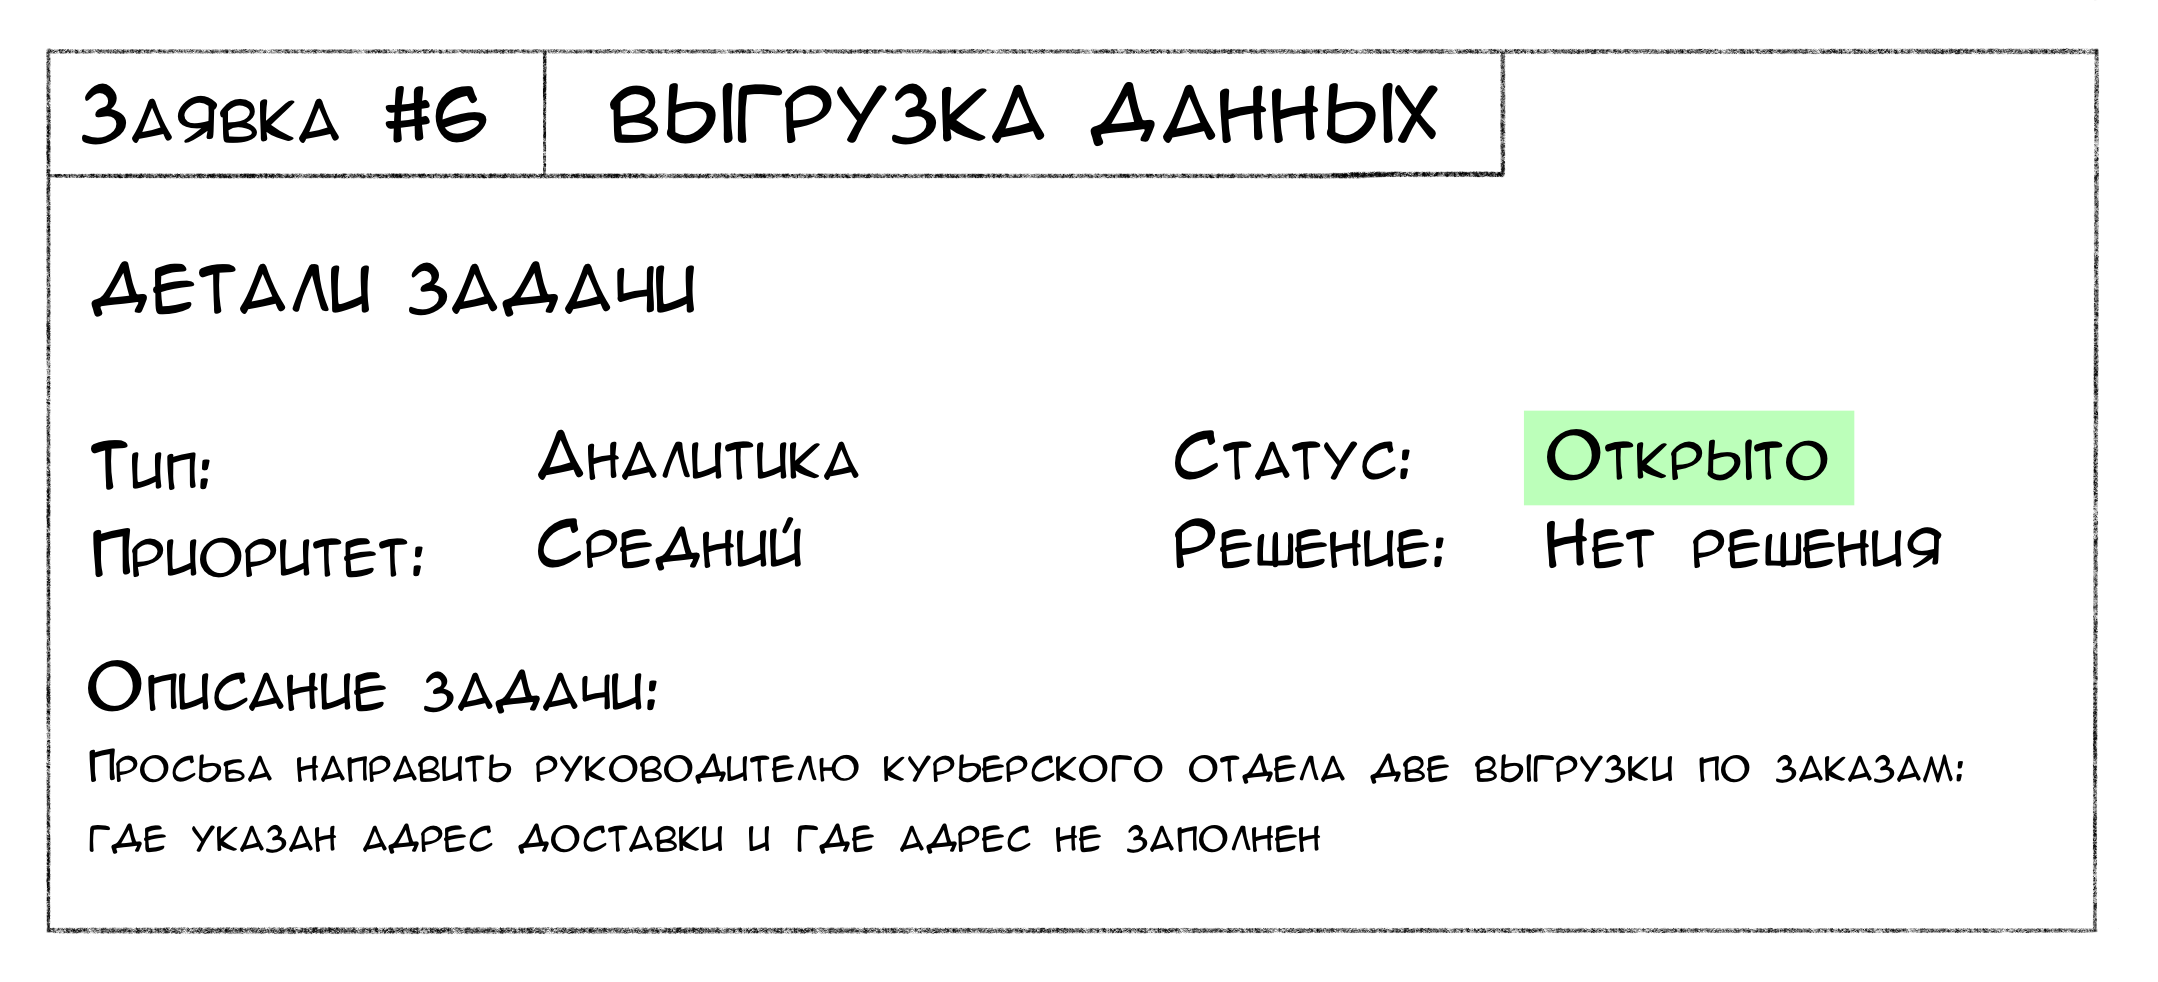 Заявка #6 ВЫГРУЗКА ДАННЫХ
ДЕТАЛИ ЗАДАЧИ
Тип: Аналитика Статус: Открыто
Приоритет: Средний Решение: Нет решения
Описание задачи:
Просьба направить руководителю курьерского отдела две выгрузки по заказам:
где указан адрес доставки и где адрес не заполнен